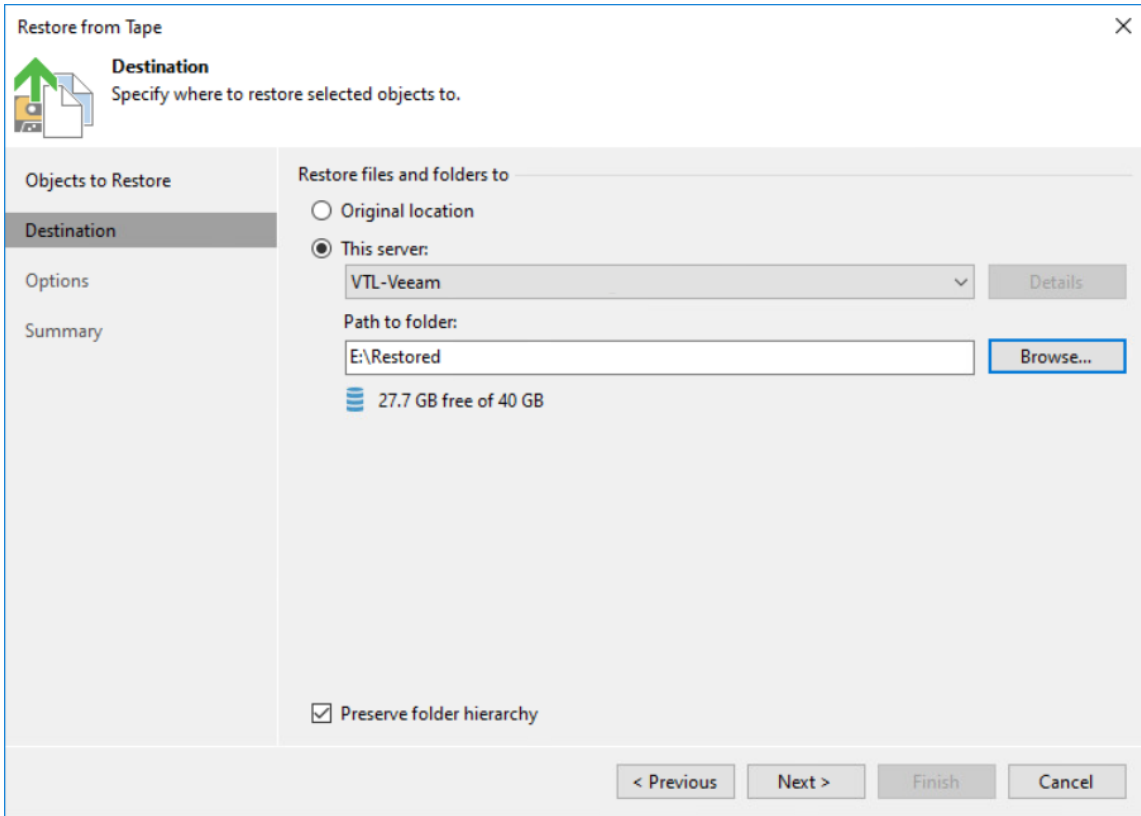 Restore from Tape
Destination
Specify where to restore selected objects to.
Objects to Restore
Destination
Options
Summary
Restore files and folders to
Original location
This server:
VTL-Veeam
Details
Path to folder:
E:\Restored
Browse...
27.7 GB free of 40 GB
Preserve folder hierarchy
< Previous
Next >
Finish
Cancel